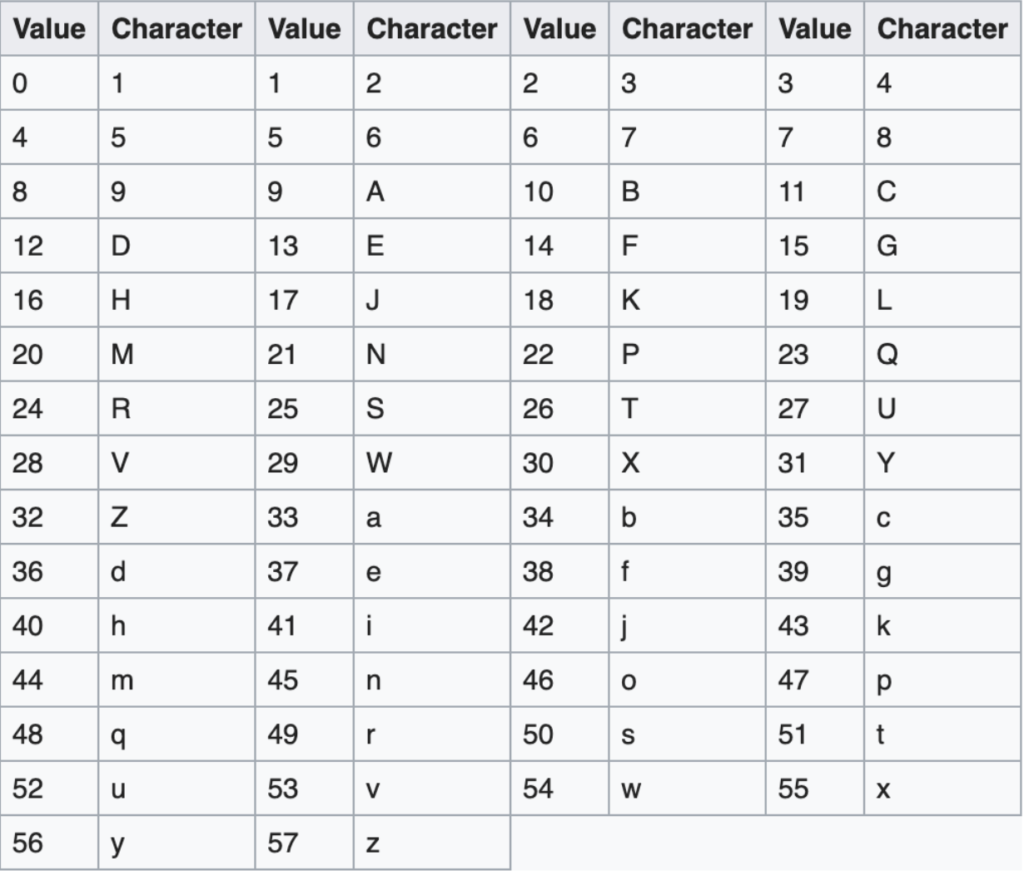 Value Character Value Character Value Character Value Character
0 1 1 2 2 3 3 4
4 5 5 6 6 7 7 8
8 9 9 A 10 B 11 C
12 D 13 E 14 F 15 G
16 H 17 J 18 K 19 L
20 M 21 N 22 P 23 Q
24 R 25 S 26 T 27 U
28 V 29 W 30 X 31 Y
32 Z 33 a 34 b 35 c
36 d 37 e 38 f 39 g
40 h 41 i 42 j 43 k
44 m 45 n 46 o 47 p
48 q 49 r 50 s 51 t
52 u 53 v 54 w 55 x
56 y 57 z